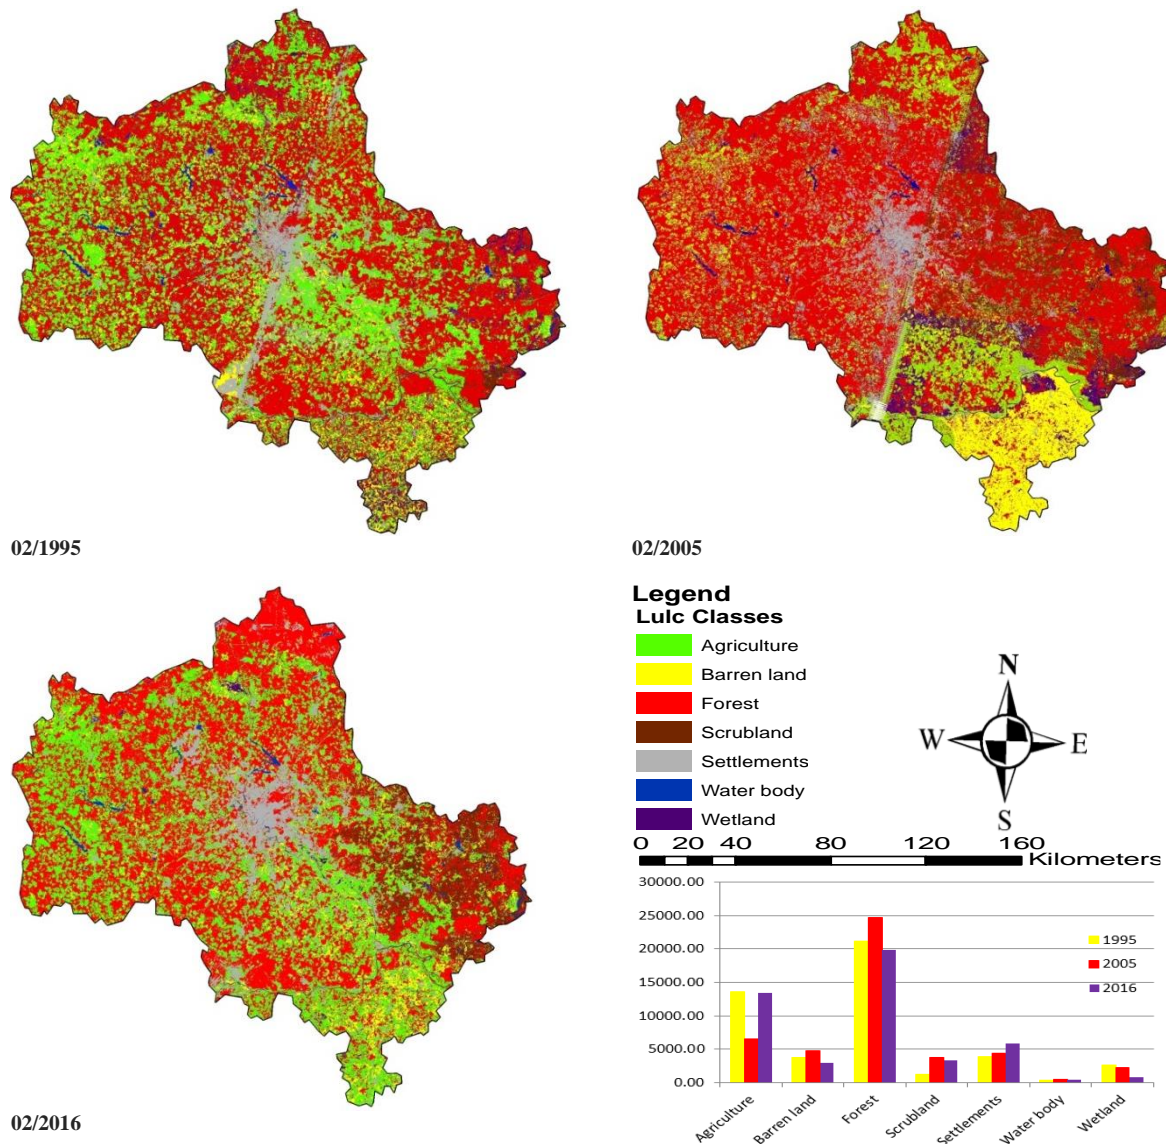 02/1995
02/2005
Legend
Lulc Classes
Agriculture
Barren land
Forest
Scrubland
Settlements
Water body
Wetland
N
W E
S
0 20 40 80 120 160
Kilometers
30000.00
25000.00
20000.00
15000.00
10000.00
5000.00
0.00
1995
2005
2016
Agriculture
Barren land
Forest
Scrubland
Settlements
Water body
Wetland
02/2016